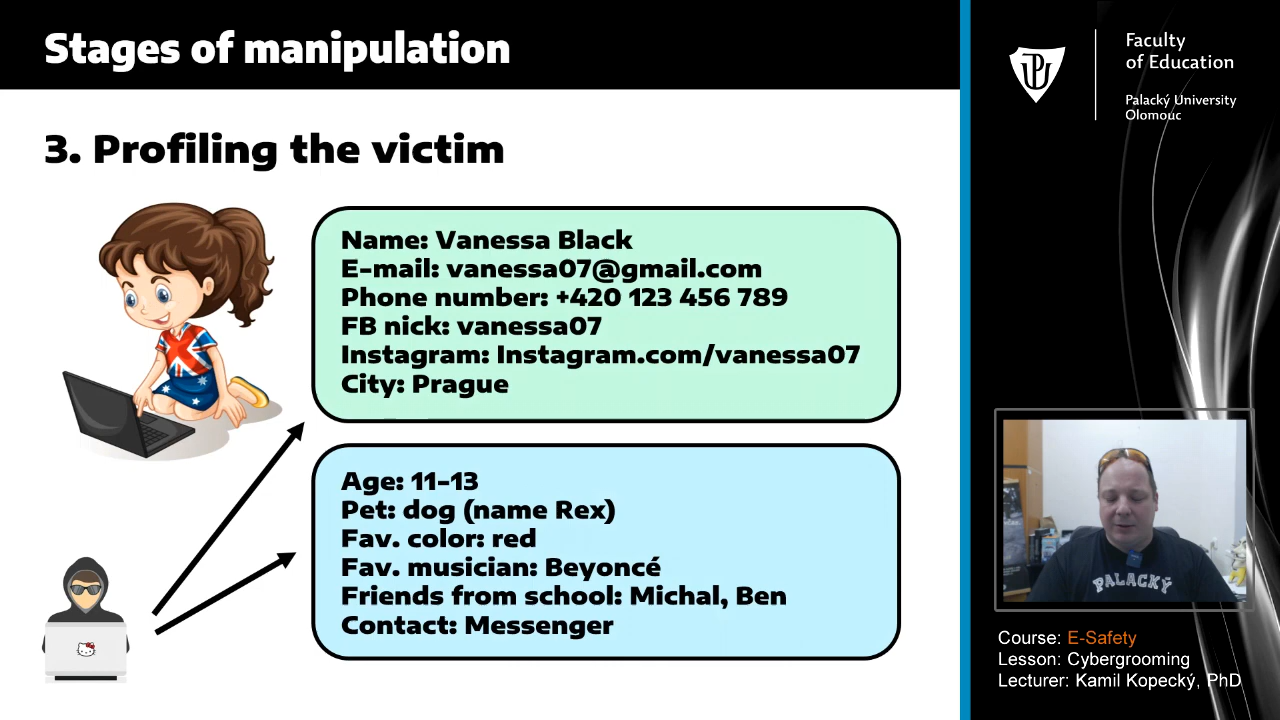 Stages of manipulation
3. Profiling the victim
Name: Vanessa Black
E-mail: vanessa07@gmail.com
Phone number: +420 123 456 789
FB nick: vanessa07
Instagram: Instagram.com/vanessa07
City: Prague
Age: 11-13
Pet: dog (name Rex)
Fav. color: red
Fav. musician: Beyoncé
Friends from school: Michal, Ben
Contact: Messenger
UP
Faculty
of Education
Palacký University
Olomouc
PALACKÝ
Course: E-Safety
Lesson: Cybergrooming
Lecturer: Kamil Kopecký, PhD